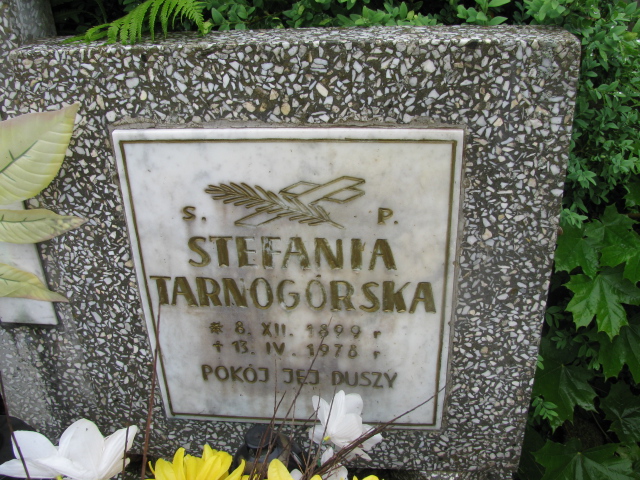 S. P.
STEFANIA
TARNOGÓRSKA
* 8. XII. 1899 r
† 13. IV. 1978 r
POKÓJ JEJ DUSZY